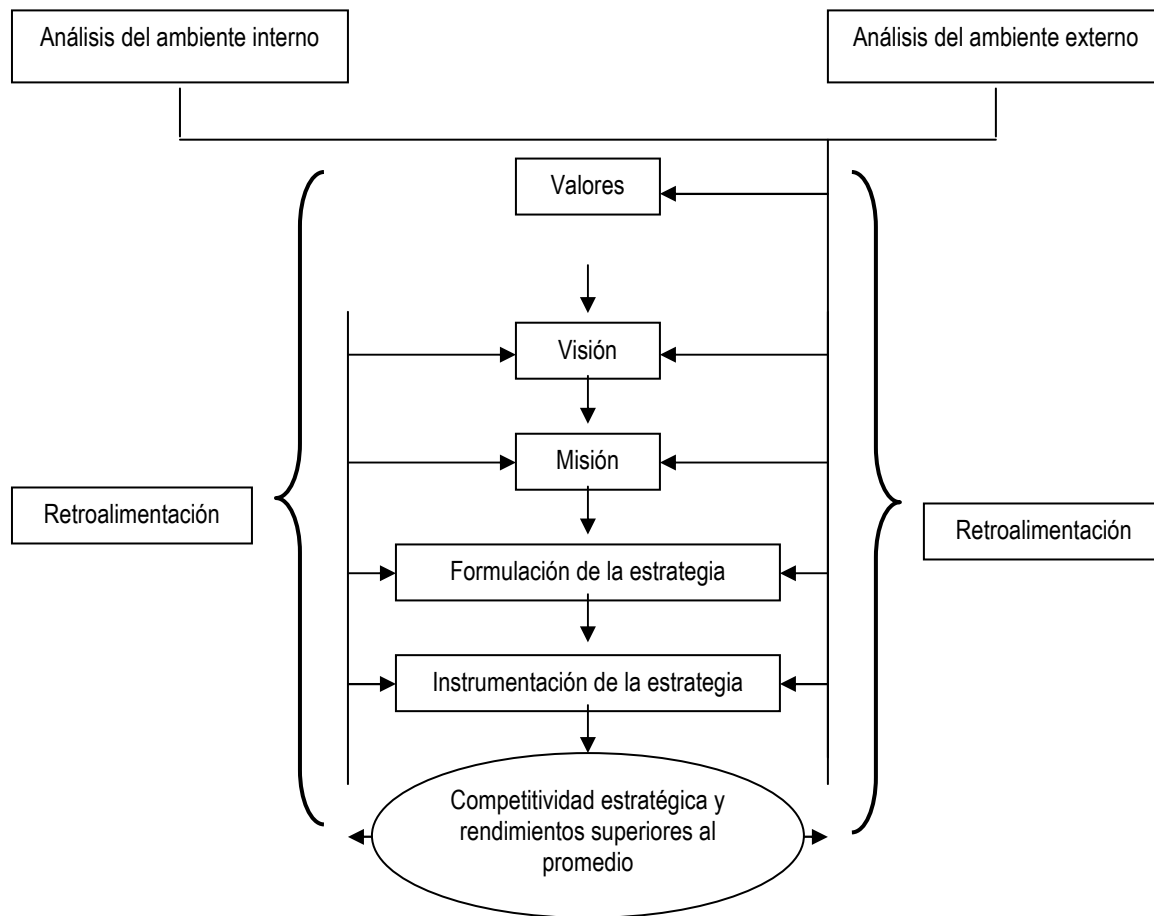 Análisis del ambiente interno
Análisis del ambiente externo
Valores
Visión
Misión
Retroalimentación
Retroalimentación
Formulación de la estrategia
Instrumentación de la estrategia
Competitividad estratégica y
rendimientos superiores al
promedio